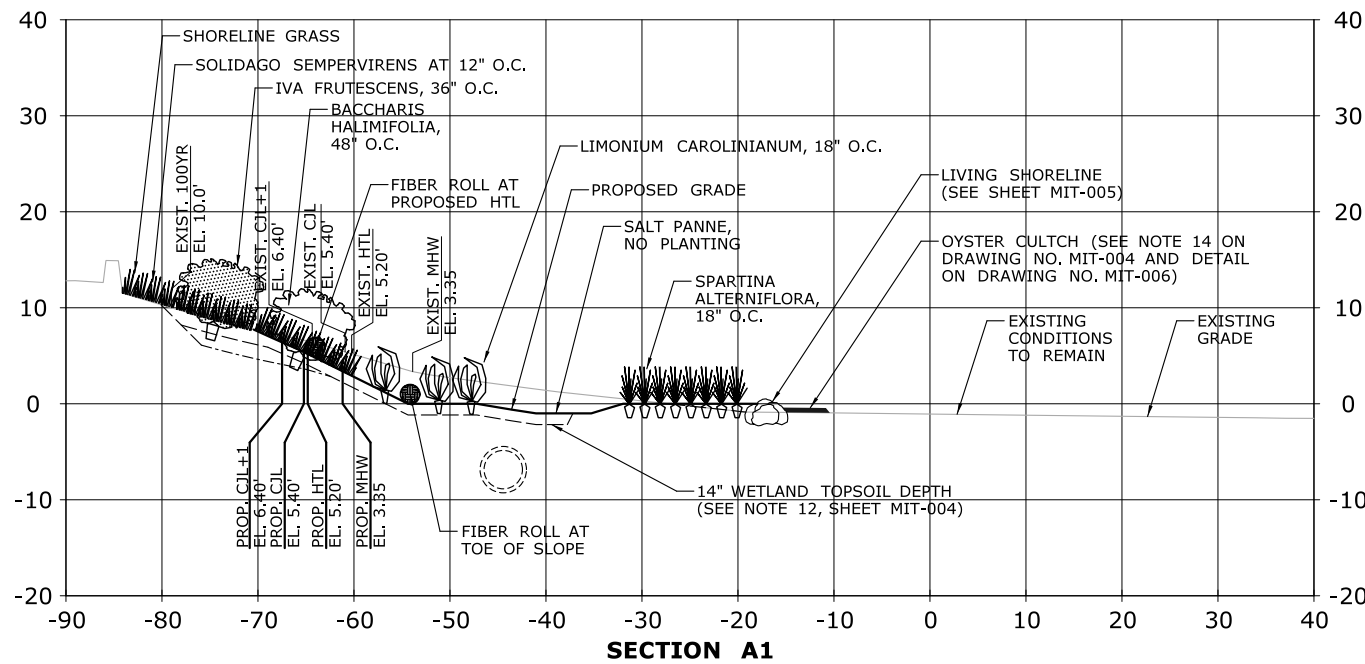 40
30
20
10
0
-10
-20
40
30
20
10
0
-10
-20
SHORELINE GRASS
SOLIDAGO SEMPERVIRENS AT 12" O.C.
IVA FRUTESCENS, 36" O.C.
BACCHARIS
HALIMIFOLIA,
48" O.C.
FIBER ROLL AT
PROPOSED HTL
LIMONIUM CAROLINIANUM, 18" O.C.
PROPOSED GRADE
SALT PANNE,
NO PLANTING
SPARTINA
ALTERNIFLORA,
18" O.C.
LIVING SHORELINE
(SEE SHEET MIT-005)
OYSTER CULTCH (SEE NOTE 14 ON
DRAWING NO. MIT-004 AND DETAIL
ON DRAWING NO. MIT-006)
EXISTING
CONDITIONS
TO REMAIN
EXISTING
GRADE
EXIST. 100YR
EL. 10.0'
EXIST. CJL+1
EL. 6.40'
EXIST. CJL
EL. 5.40'
EXIST. HTL
EL. 5.20'
EXIST. MHW
EL. 3.35
PROP. CJL+1
EL. 6.40'
PROP. CJL
EL. 5.40'
PROP. HTL
EL. 5.20'
PROP. MHW
EL. 3.35
FIBER ROLL AT
TOE OF SLOPE
14" WETLAND TOPSOIL DEPTH
(SEE NOTE 12, SHEET MIT-004)
-90 -80 -70 -60 -50 -40 -30 -20 -10 0 10 20 30 40
SECTION A1